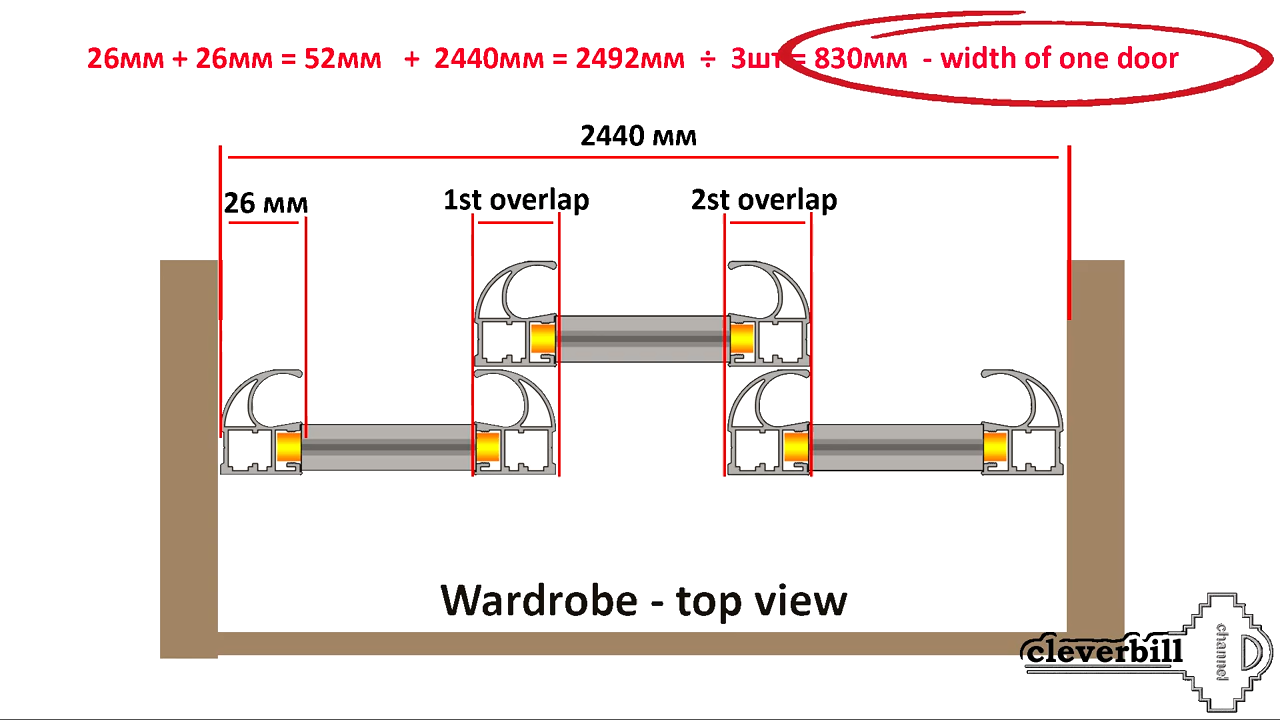 26мм + 26мм = 52мм + 2440мм = 2492мм ÷ 3шт = 830мм - width of one door
2440 мм
26 мм
1st overlap
2st overlap
Wardrobe - top view
cleverbill
channel